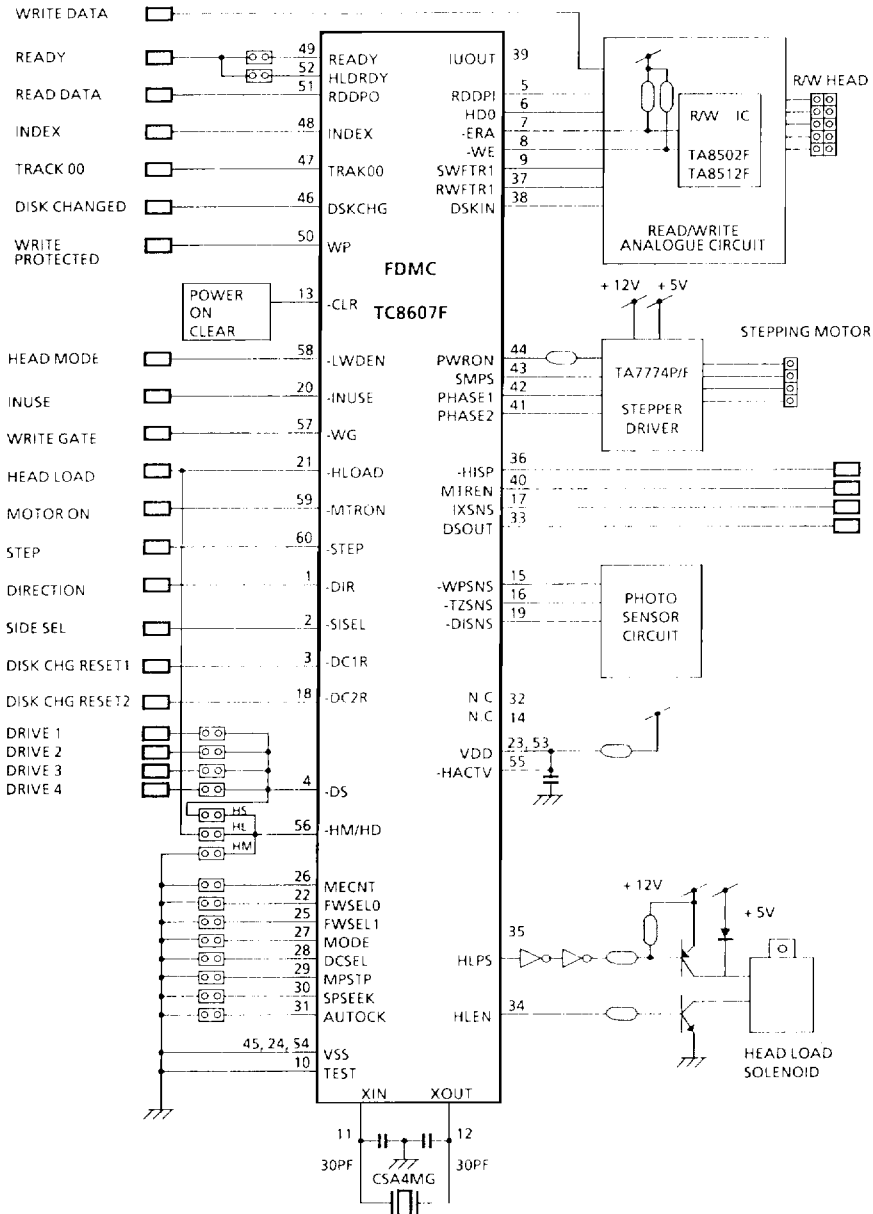 WRITE DATA
READY
READ DATA
INDEX
TRACK 00
DISK CHANGED
WRITE
PROTECTED
POWER
ON
CLEAR
HEAD MODE
INUSE
WRITE GATE
HEAD LOAD
MOTOR ON
STEP
DIRECTION
SIDE SEL
DISK CHG RESET1
DISK CHG RESET2
DRIVE 1
DRIVE 2
DRIVE 3
DRIVE 4
HS
HL
HM
49 READY
52 HLDRDY
51 RDDPO
48 INDEX
47 TRAK00
46 DSKCHG
50 WP
13 -CLR
58 -LWDEN
20 -INUSE
57 -WG
21 -HLOAD
59 -MTRON
60 -STEP
1 -DIR
2 -SISEL
3 -DC1R
18 -DC2R
4 -DS
56 -HM/HD
26 MECNT
22 FWSEL0
25 FWSEL1
27 MODE
28 DCSEL
29 MPSTP
30 SPSEEK
31 AUTOCK
45, 24, 54 VSS
10 TEST
FDMC
TC8607F
IUOUT 39
RDDPI 5
HD0 6
-ERA 7
-WE 8
SWFTR1 9
RWFTR1 37
DSKIN 38
PWRON 44
SMPS 43
PHASE1 42
PHASE2 41
-HISP 36
MTREN 40
IXSNS 17
DSOUT 33
-WPSNS 15
-TZSNS 16
-DISNS 19
N C 32
N C 14
VDD 23, 53
-HACTV 55
HLPS 35
HLEN 34
XIN XOUT
11 12
30PF 30PF
CSA4MG
R/W IC
TA8502F
TA8512F
READ/WRITE
ANALOGUE CIRCUIT
R/W HEAD
+ 12V + 5V
TA7774P/F
STEPPER
DRIVER
STEPPING MOTOR
PHOTO
SENSOR
CIRCUIT
+ 12V
+ 5V
HEAD LOAD
SOLENOID